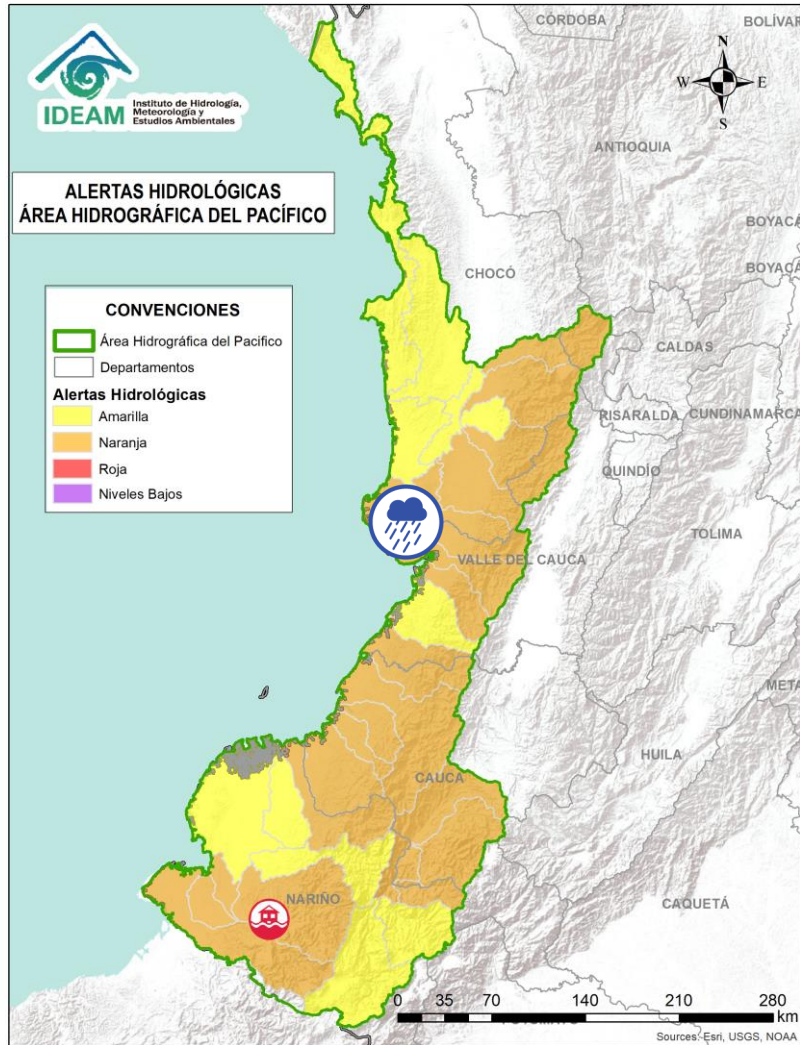 CÓRDOBA
BOLÍVAR
IDEAM
Instituto de Hidrología,
Meteorología y
Estudios Ambientales
N
W E
S
ANTIOQUIA
ALERTAS HIDROLÓGICAS
ÁREA HIDROGRÁFICA DEL PACÍFICO
BOYACÁ
BOYACÁ
CHOCÓ
CONVENCIONES
Área Hidrográfica del Pacifico
Departamentos
Alertas Hidrológicas
Amarilla
Naranja
Roja
Niveles Bajos
CALDAS
RISARALDA
CUNDINAMARCA
QUINDÍO
TOLIMA
VALLE DEL CAUCA
META
HUILA
CAUCA
NARIÑO
CAQUETÁ
0 35 70 140 210 280
km
Sources: Esri, USGS, NOAA